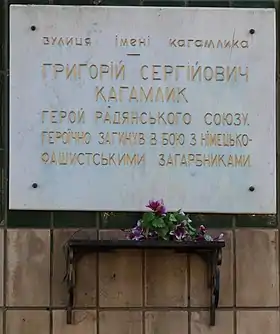 вулиця імені кагамлика
ГРИГОРІЙ СЕРГІЙОВИЧ
КАГАМЛИК
ГЕРОЙ РАДЯНСЬКОГО СОЮЗУ.
ГЕРОЇЧНО ЗАГИНУВ В БОЮ З НІМЕЦЬКО-
ФАШИСТСЬКИМИ ЗАГАРБНИКАМИ